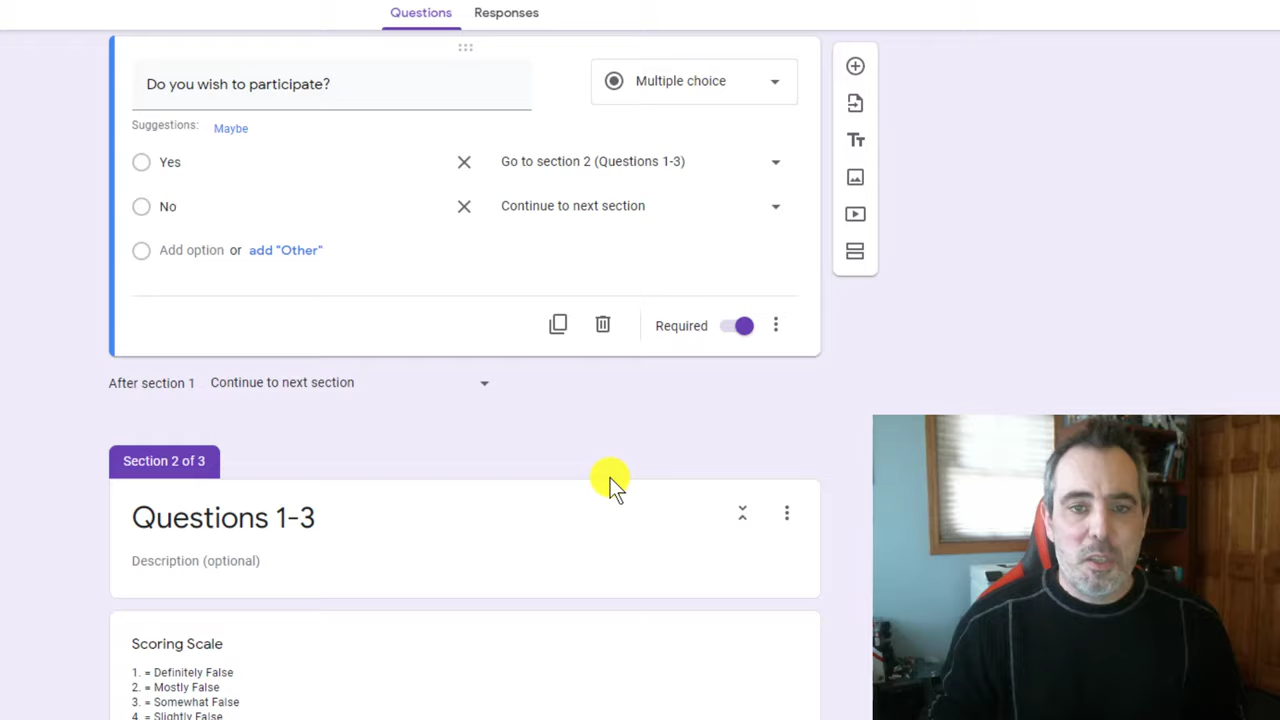 Questions Responses
Do you wish to participate? Multiple choice
Suggestions: Maybe
Yes Go to section 2 (Questions 1-3)
No Continue to next section
Add option or add "Other"
Required
After section 1 Continue to next section
Section 2 of 3
Questions 1-3
Description (optional)
Scoring Scale
1. = Definitely False
2. = Mostly False
3. = Somewhat False
4. = Slightly False